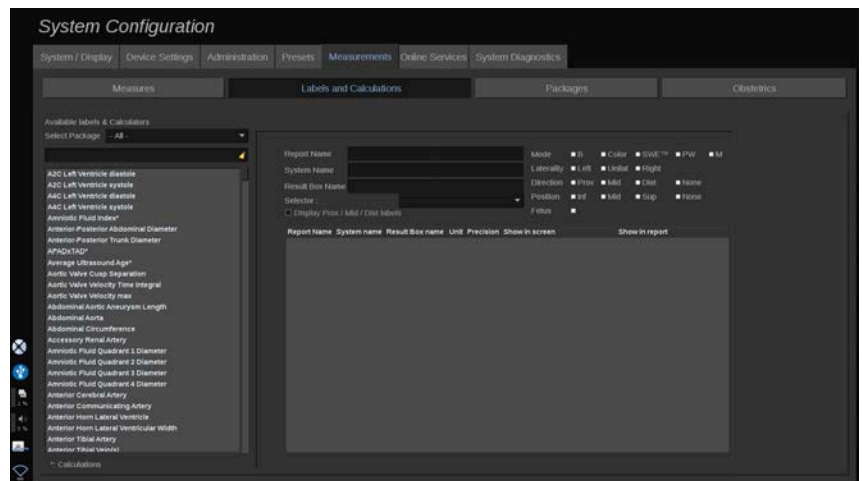 System Configuration
System / Display Device Settings Administration Presets Measurements Online Services System Diagnostics
Measures Labels and Calculations Packages Obstetrics
Available labels & Calculators
Select Package - All -
A2C Left Ventricle diastole
A2C Left Ventricle systole
A4C Left Ventricle diastole
A4C Left Ventricle systole
Amniotic Fluid Index*
Anterior-Posterior Abdominal Diameter
Anterior-Posterior Trunk Diameter
APADxTAD*
Average Ultrasound Age*
Aortic Valve Cusp Separation
Aortic Valve Velocity Time Integral
Aortic Valve Velocity max
Abdominal Aortic Aneurysm Length
Abdominal Aorta
Abdominal Circumference
Accessory Renal Artery
Amniotic Fluid Quadrant 1 Diameter
Amniotic Fluid Quadrant 2 Diameter
Amniotic Fluid Quadrant 3 Diameter
Amniotic Fluid Quadrant 4 Diameter
Anterior Cerebral Artery
Anterior Communicating Artery
Anterior Horn Lateral Ventricle
Anterior Horn Lateral Ventricular Width
Anterior Tibial Artery
Anterior Tibial Vein(s)
*: Calculations
Report Name
System Name
Result Box Name
Selector :
Display Prox / Mid / Dist labels
Mode B Color SWE™ PW M
Laterality Left Unilat Right
Direction Prox Mid Dist None
Position Inf Mid Sup None
Fetus
Report Name System name Result Box name Unit Precision Show in screen Show in report